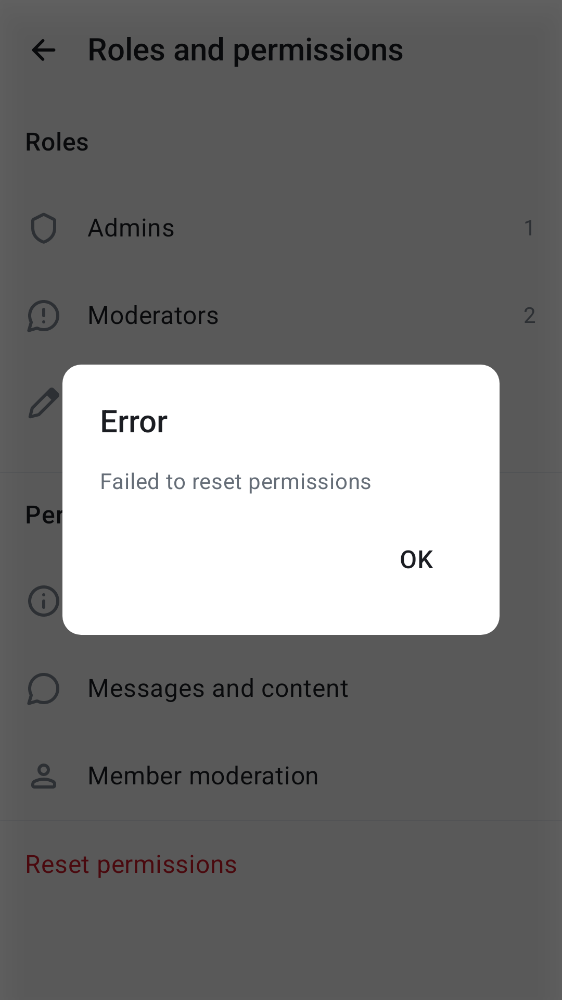 Roles and permissions
Roles
Admins
1
Moderators
2
Error
Failed to reset permissions
Per
OK
Messages and content
Member moderation
Reset permissions